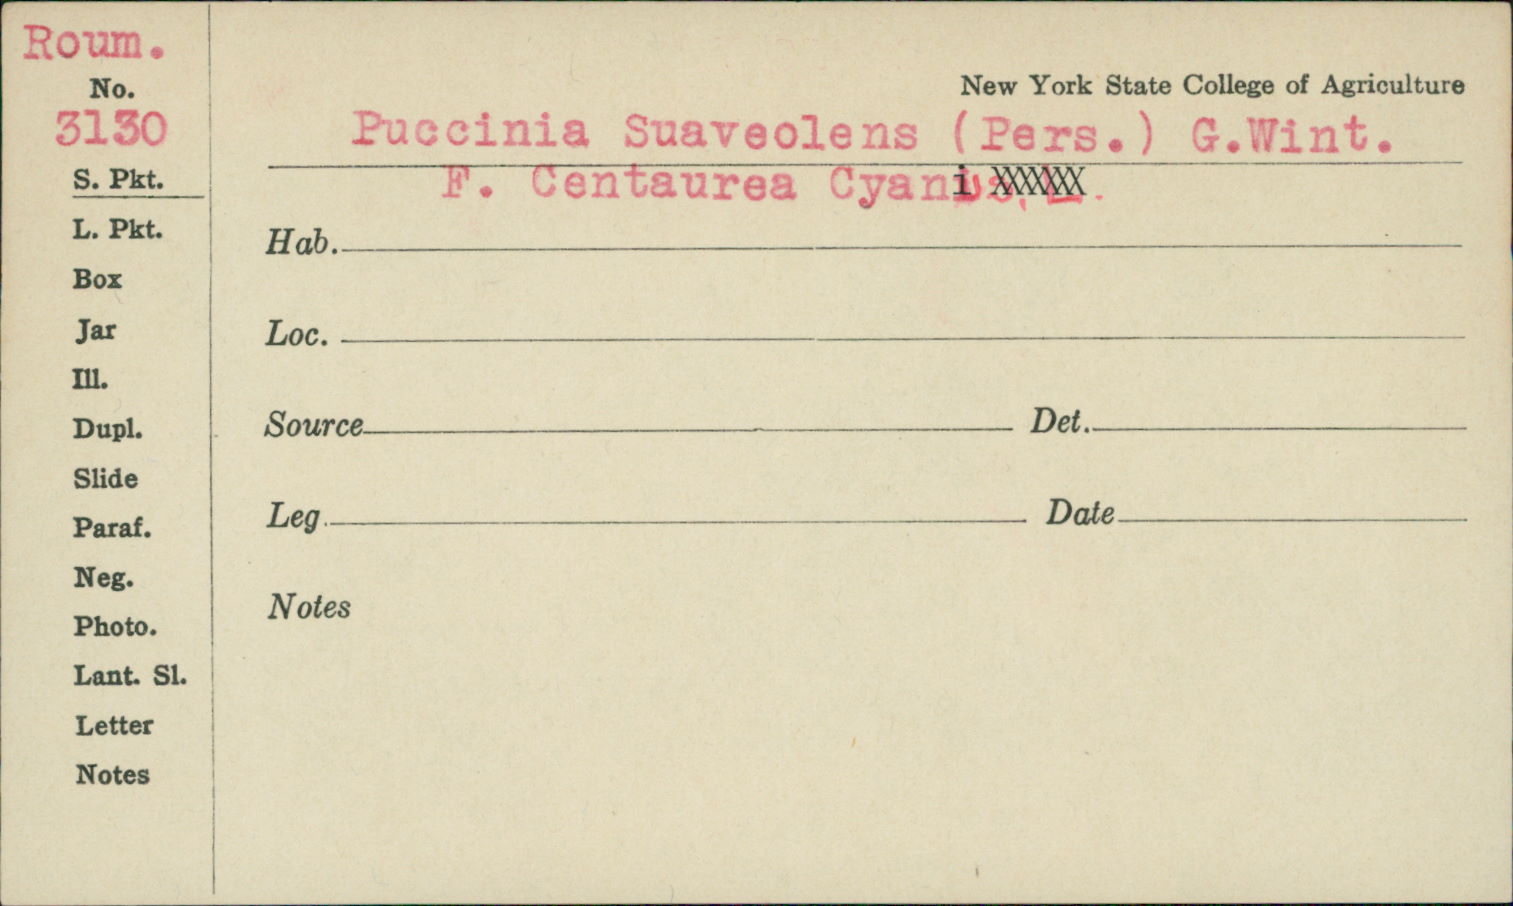 Roum.
No.
3130
S. Pkt.
L. Pkt.
Box
Jar
Ill.
Dupl.
Slide
Paraf.
Neg.
Photo.
Lant. Sl.
Letter
Notes
New York State College of Agriculture
Puccinia Suaveolens (Pers.) G.Wint.
F. Centaurea Cyani XXXXXX.
Hab.
Loc.
Source Det.
Leg. Date
Notes